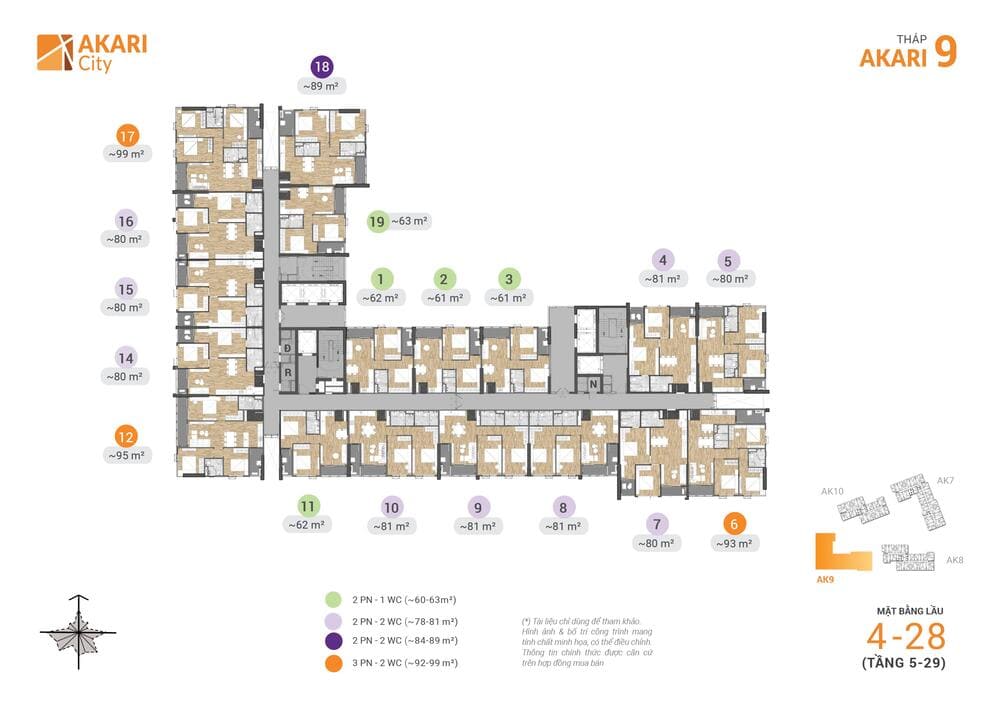 AKARI
City
THÁP
AKARI 9
18
~89 m²
17
~99 m²
16
~80 m²
19 ~63 m²
15
~80 m²
1
~62 m²
2
~61 m²
3
~61 m²
4
~81 m²
5
~80 m²
14
~80 m²
Đ
R
N
12
~95 m²
11
~62 m²
10
~81 m²
9
~81 m²
8
~81 m²
7
~80 m²
6
~93 m²
AK10
AK7
AK8
AK9
2 PN - 1 WC (~60-63m²)
2 PN - 2 WC (~78-81 m²)
2 PN - 2 WC (~84-89 m²)
3 PN - 2 WC (~92-99 m²)
(*) Tài liệu chỉ dùng để tham khảo.
Hình ảnh & bố trí công trình mang
tính chất minh họa, có thể điều chỉnh.
Thông tin chính thức được căn cứ
trên hợp đồng mua bán
MẶT BẰNG LẦU
4-28
(TẦNG 5-29)